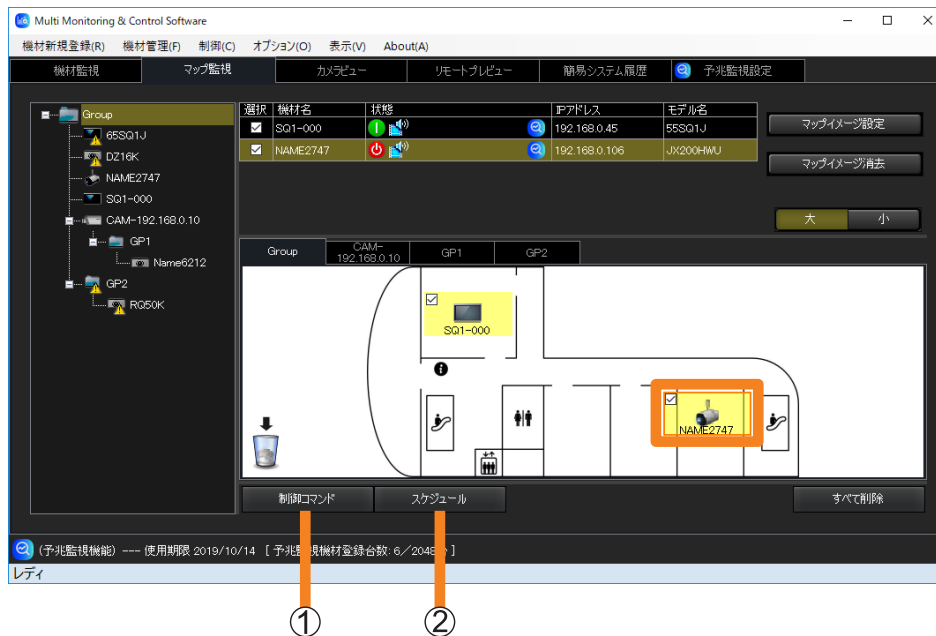 Multi Monitoring & Control Software
機材新規登録(R) 機材管理(F) 制御(C) オプション(O) 表示(V) About(A)
機材監視 マップ監視 カメラビュー リモートプレビュー 簡易システム履歴 予兆監視設定
Group
65SQ1J
DZ16K
NAME2747
SQ1-000
CAM-192.168.0.10
GP1
Name6212
GP2
RQ50K
選択 機材名 状態 IPアドレス モデル名
SQ1-000 192.168.0.45 55SQ1J
NAME2747 192.168.0.106 JX200HWU
マップイメージ設定
マップイメージ消去
大 小
Group CAM-192.168.0.10 GP1 GP2
SQ1-000
NAME2747
制御コマンド スケジュール すべて削除
(予兆監視機能) --- 使用期限 2019/10/14 [ 予兆監視機材登録台数: 6/2048 ]
レディ
① ②